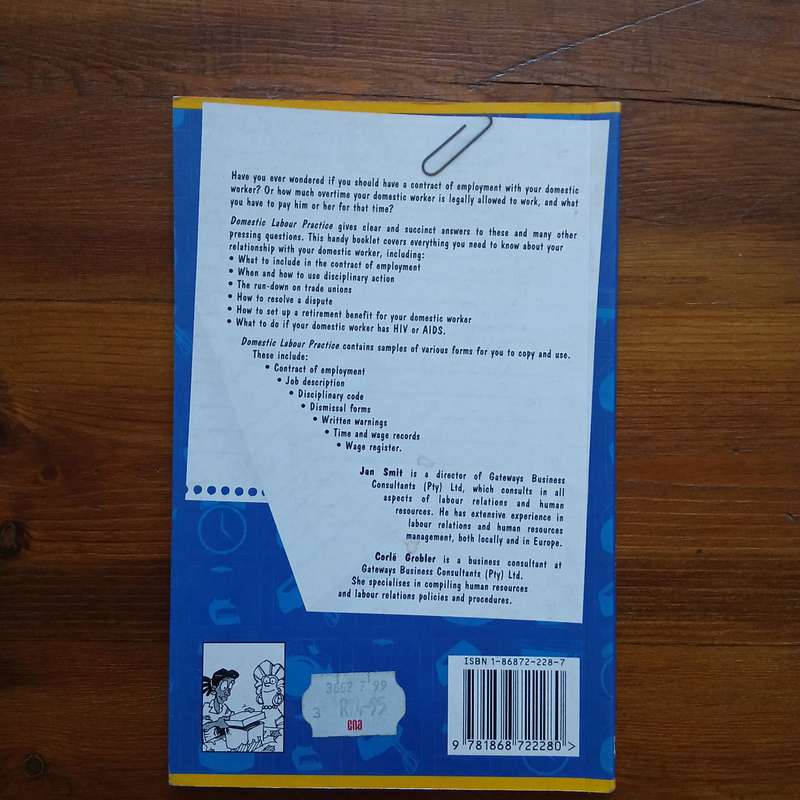 Have you ever wondered if you should have a contract of employment with your domestic
worker? Or how much overtime your domestic worker is legally allowed to work, and what
you have to pay him or her for that time?
Domestic Labour Practice gives clear and succinct answers to these and many other
pressing questions. This handy booklet covers everything you need to know about your
relationship with your domestic worker, including:
• What to include in the contract of employment
• When and how to use disciplinary action
• The run-down on trade unions
• How to resolve a dispute
• How to set up a retirement benefit for your domestic worker
• What to do if your domestic worker has HIV or AIDS.
Domestic Labour Practice contains samples of various forms for you to copy and use.
These include:
• Contract of employment
• Job description
• Disciplinary code
• Dismissal forms
• Written warnings
• Time and wage records
• Wage register.
Jan Smit is a director of Gateways Business
Consultants (Pty) Ltd, which consults in all
aspects of labour relations and human
resources. He has extensive experience in
labour relations and human resources
management, both locally and in Europe.
Carlé Grobler is a business consultant at
Gateways Business Consultants (Pty) Ltd.
She specialises in compiling human resources
and labour relations policies and procedures.
ISBN 1-86872-228-7
3
cna
9 781868 722280 >